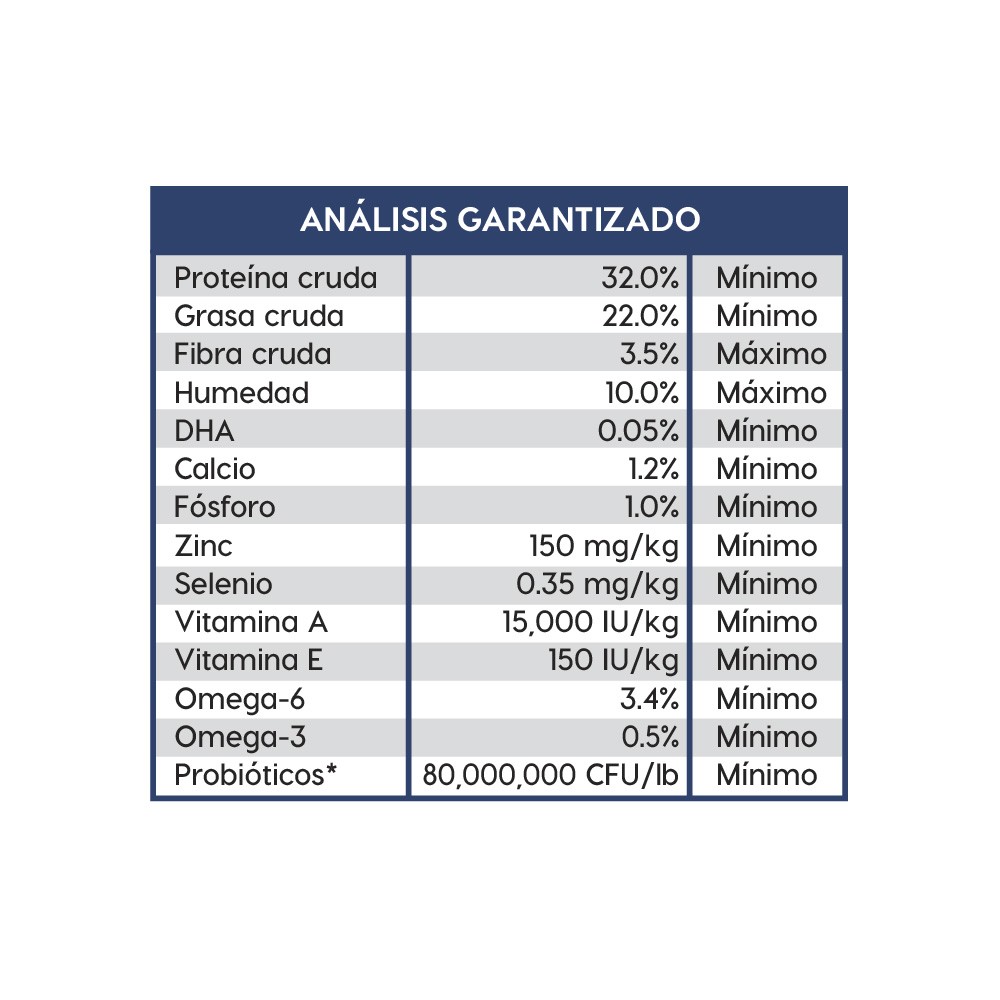 ANÁLISIS GARANTIZADO
Proteína cruda 32.0% Mínimo
Grasa cruda 22.0% Mínimo
Fibra cruda 3.5% Máximo
Humedad 10.0% Máximo
DHA 0.05% Mínimo
Calcio 1.2% Mínimo
Fósforo 1.0% Mínimo
Zinc 150 mg/kg Mínimo
Selenio 0.35 mg/kg Mínimo
Vitamina A 15,000 IU/kg Mínimo
Vitamina E 150 IU/kg Mínimo
Omega-6 3.4% Mínimo
Omega-3 0.5% Mínimo
Probióticos* 80,000,000 CFU/lb Mínimo